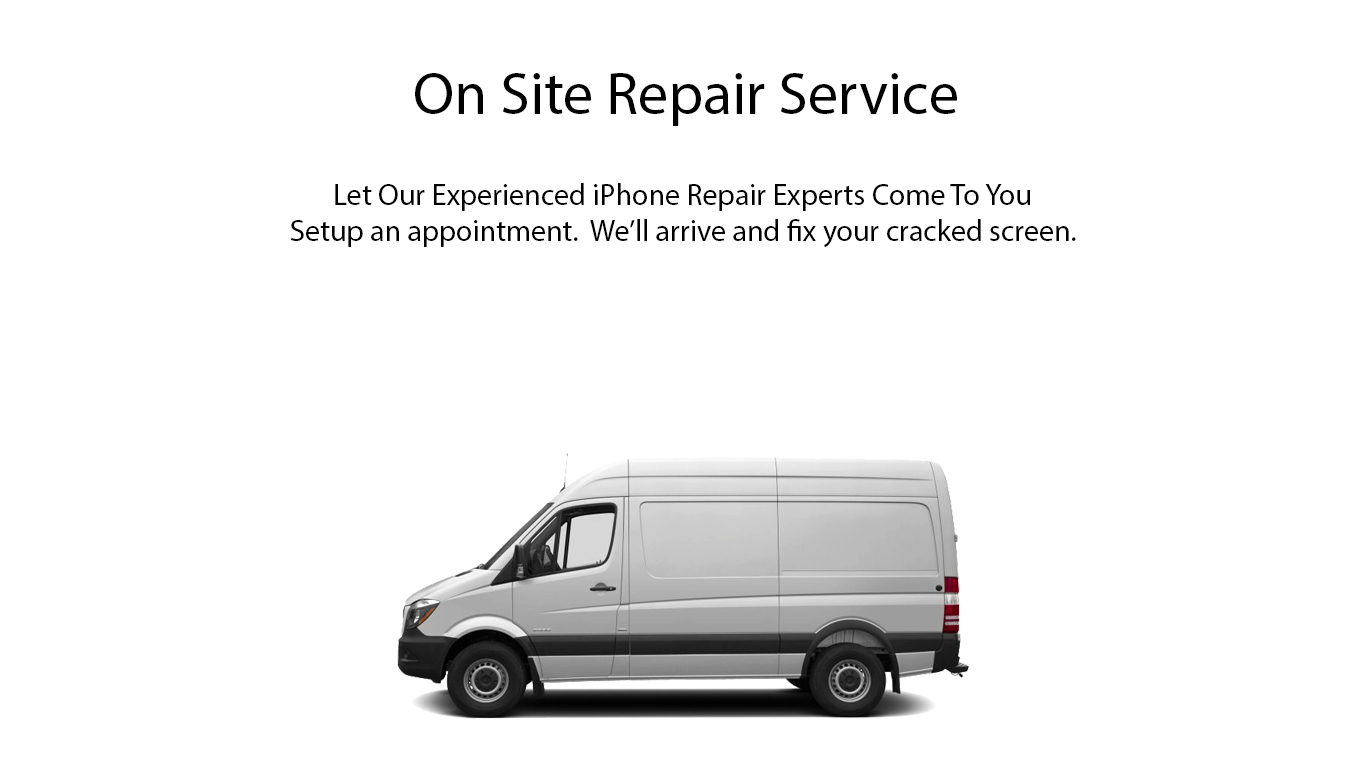 On Site Repair Service
Let Our Experienced iPhone Repair Experts Come To You
Setup an appointment.  We’ll arrive and fix your cracked screen.